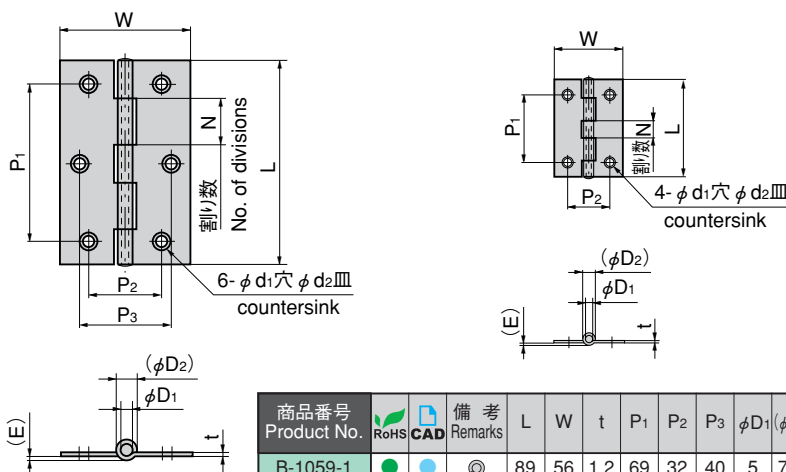 W
P1
N
割り数
No. of divisions
L
P2
P3
6-φd1穴 φd2皿
countersink
(φD2)
φD1
(E)
t
W
P1
N
割り数
L
P2
4-φd1穴 φd2皿
countersink
(φD2)
φD1
(E)
t
商品番号 備考 L W t P1 P2 P3 φD1
Product No. RoHS CAD Remarks
B-1059-1 ● ● ◎ 89 56 1.2 69 32 40 5